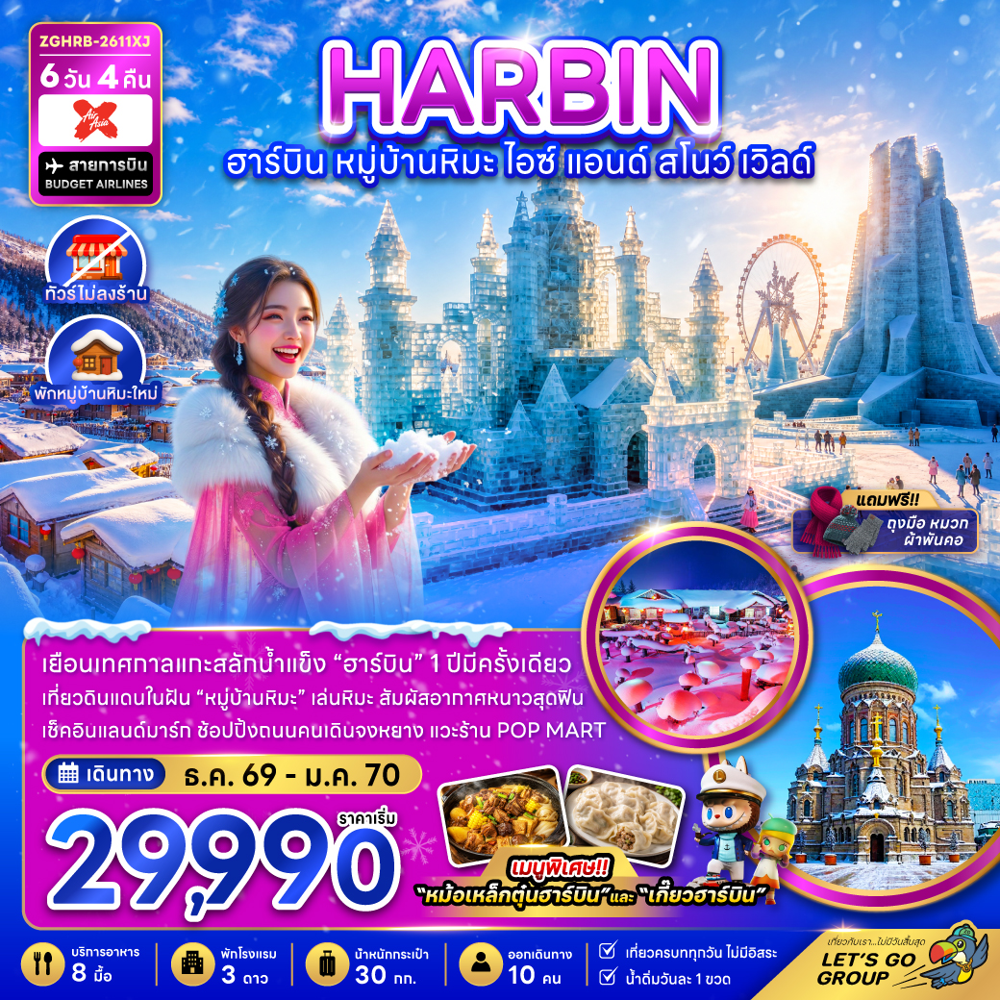 ZGHRB-2611XJ
6 วัน 4 คืน
Air Asia X
สายการบิน
BUDGET AIRLINES
HARBIN
ฮาร์บิน หมู่บ้านหิมะ ไอซ์ แอนด์ สโนว์ เวิลด์
ทัวร์ไม่ลงร้าน
พักหมู่บ้านหิมะใหม่
แถมฟรี!!
ถุงมือ หมวก
ผ้าพันคอ
เยือนเทศกาลแกะสลักน้ำแข็ง “ฮาร์บิน” 1 ปีมีครั้งเดียว
เที่ยวดินแดนในฝัน “หมู่บ้านหิมะ” เล่นหิมะ สัมผัสอากาศหนาวสุดฟิน
เช็คอินแลนด์มาร์ก ช้อปปิ้งถนนคนเดินจงหยาง แวะร้าน POP MART
เดินทาง ธ.ค. 69 - ม.ค. 70
ราคาเริ่ม
29,990
เมนูพิเศษ!!
“หม้อเหล็กตุ๋นฮาร์บิน” และ “เกี๊ยวฮาร์บิน”
บริการอาหาร
8 มื้อ
พักโรงแรม
3 ดาว
น้ำหนักกระเป๋า
30 กก.
ออกเดินทาง
10 คน
เที่ยวครบทุกวัน ไม่มีอิสระ
น้ำดื่มวันละ 1 ขวด
เที่ยวกับเรา...ไม่มีวันสิ้นสุด
LET'S GO
GROUP